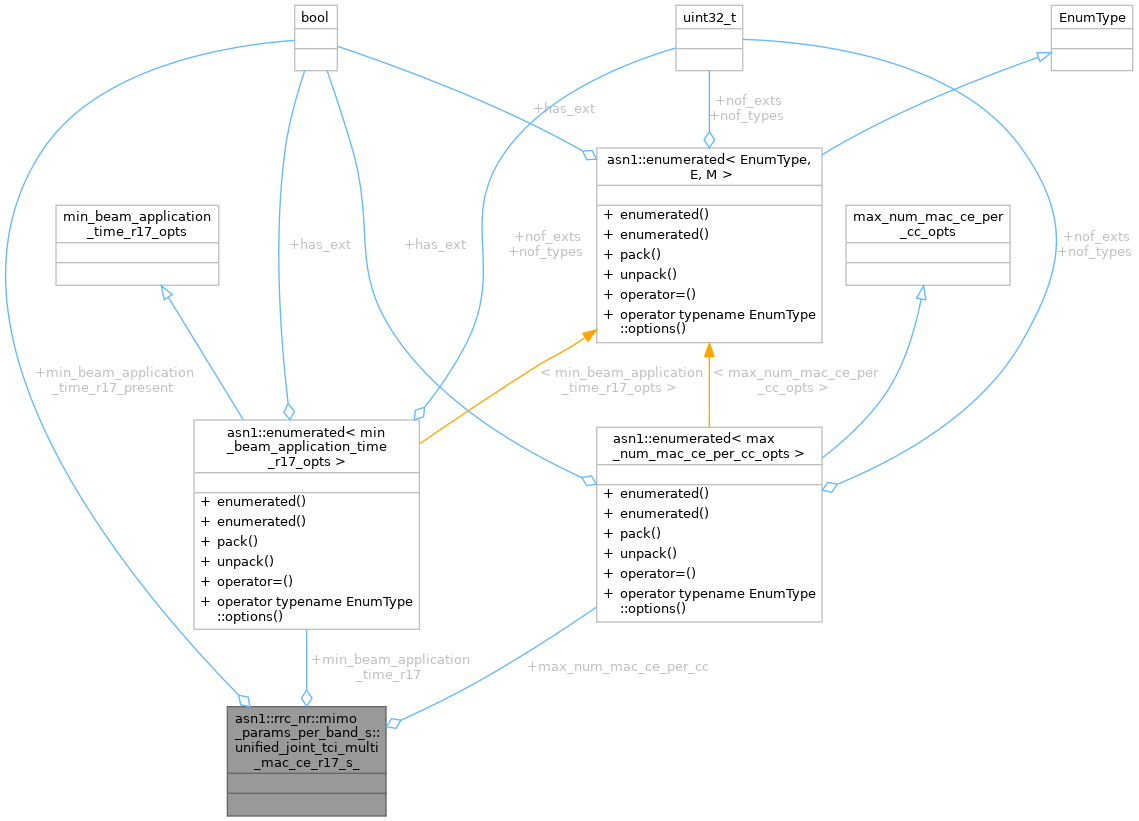 bool
uint32_t
EnumType
+has_ext
+nof_exts
+nof_types
asn1::enumerated< EnumType,
E, M >
+ enumerated()
+ enumerated()
+ pack()
+ unpack()
+ operator=()
+ operator typename EnumType
::options()
min_beam_application
_time_r17_opts
max_num_mac_ce_per
_cc_opts
+has_ext
+has_ext
+nof_exts
+nof_types
+nof_exts
+nof_types
+min_beam_application
_time_r17_present
< min_beam_application
_time_r17_opts >
< max_num_mac_ce_per
_cc_opts >
asn1::enumerated< min
_beam_application_time
_r17_opts >
+ enumerated()
+ enumerated()
+ pack()
+ unpack()
+ operator=()
+ operator typename EnumType
::options()
asn1::enumerated< max
_num_mac_ce_per_cc_opts >
+ enumerated()
+ enumerated()
+ pack()
+ unpack()
+ operator=()
+ operator typename EnumType
::options()
+min_beam_application
_time_r17
+max_num_mac_ce_per_cc
asn1::rrc_nr::mimo
_params_per_band_s::
unified_joint_tci_multi
_mac_ce_r17_s_